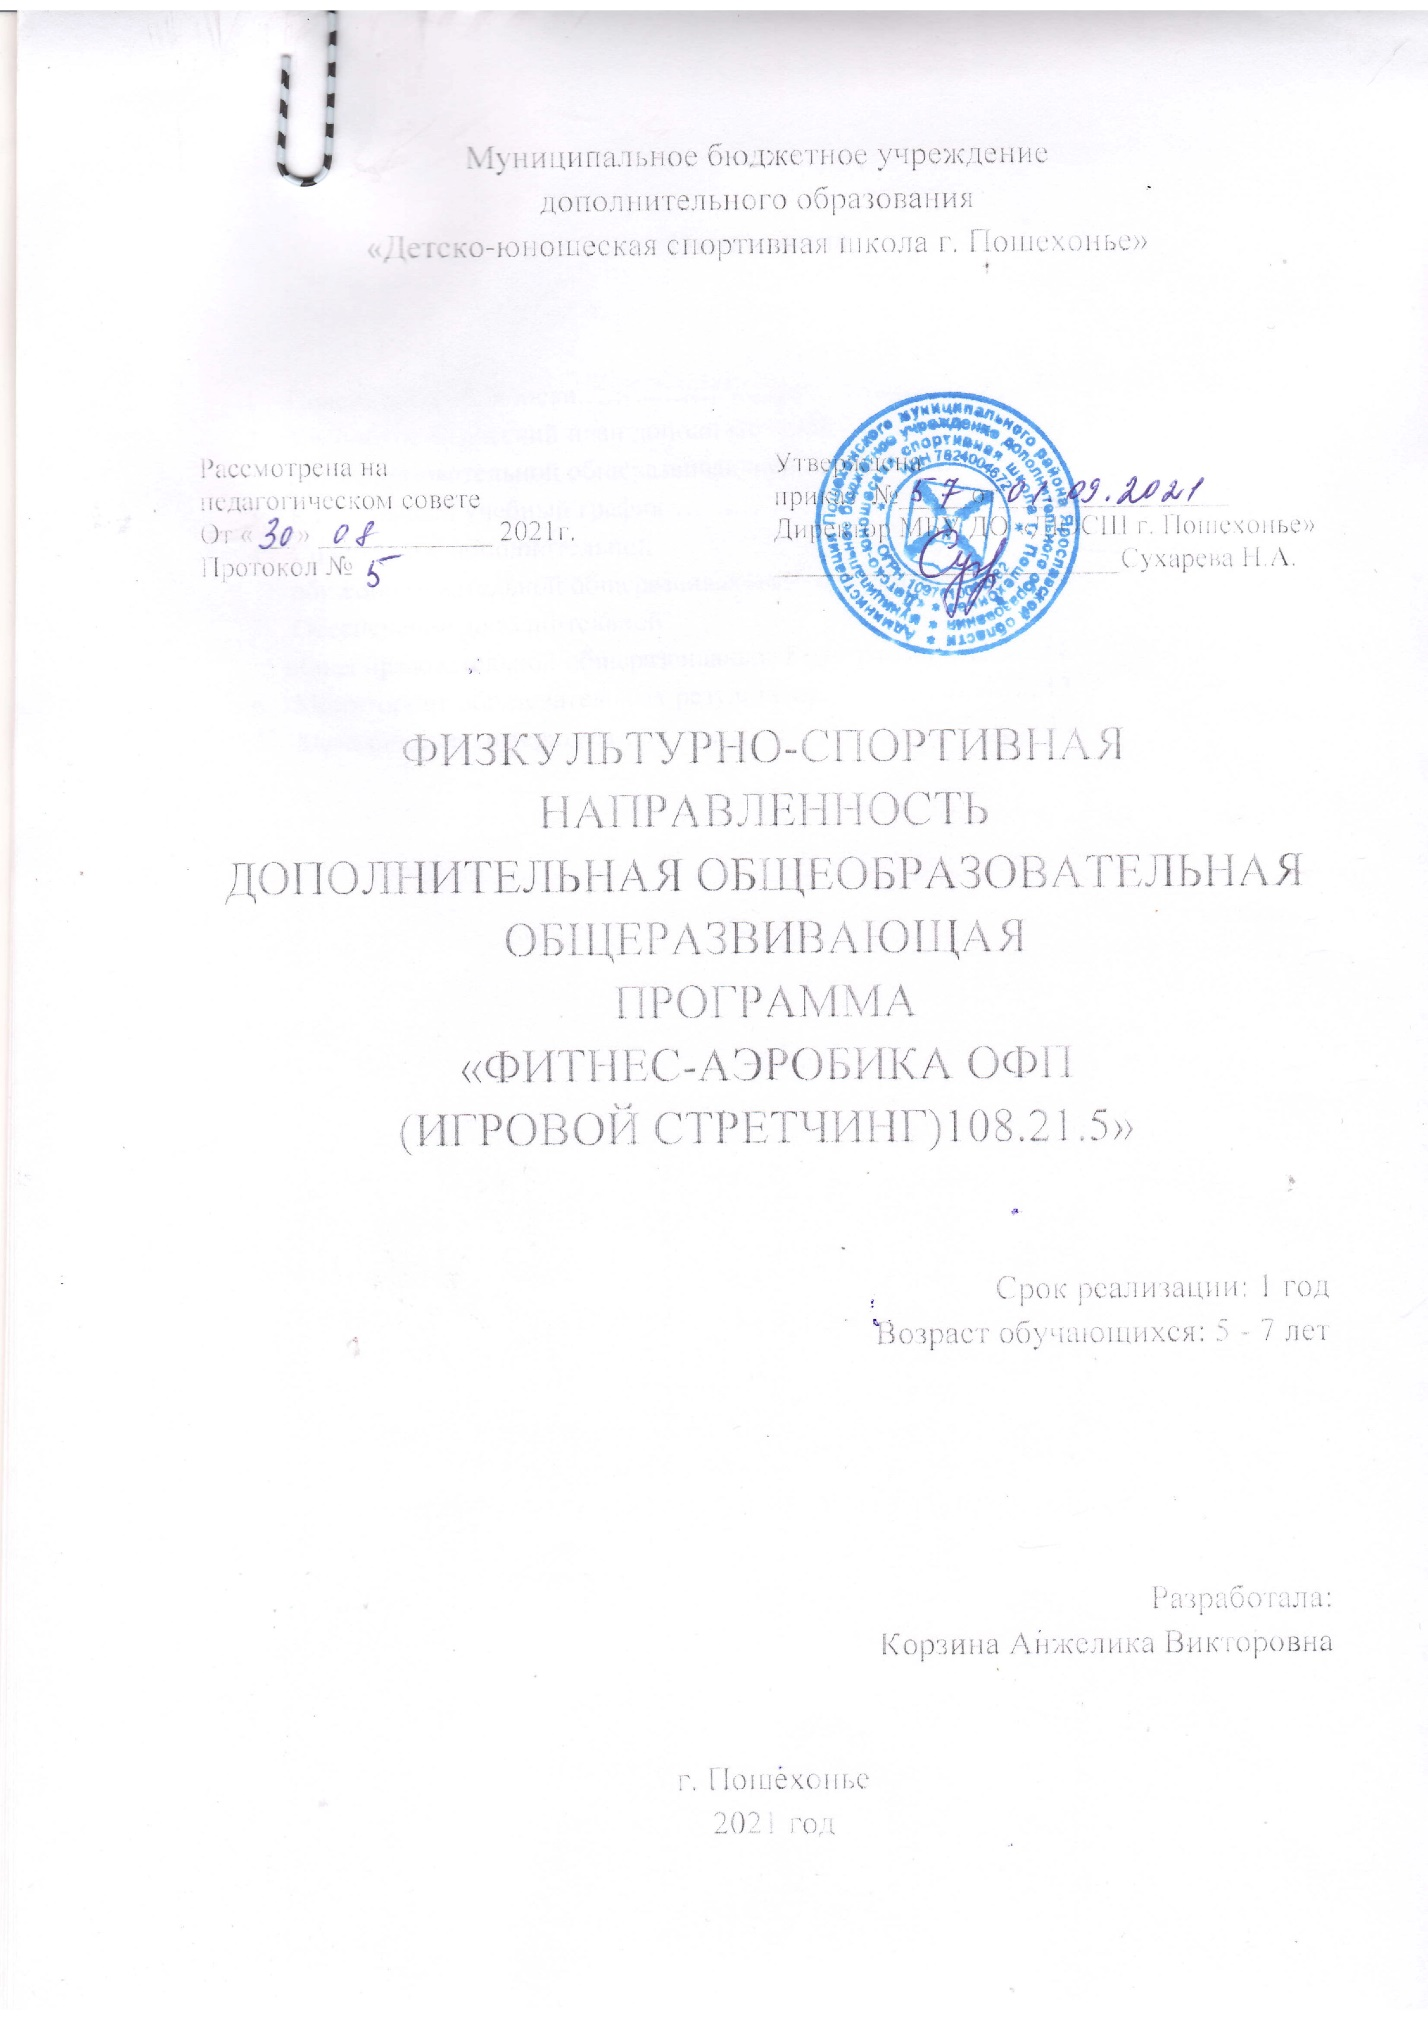 Муниципальное бюджетное учреждение
дополнительного образования
«Детско-юношеская спортивная школа г. Пошехонье»
Рассмотрена на
педагогическом совете
От «30» 08 2021г.
Протокол № 5
Утверждена
приказ № 57 от 09.2021
Директор МБУ ДО «ДЮСШ г. Пошехонье»
Сухарева Н.А.
ФИЗКУЛЬТУРНО-СПОРТИВНАЯ
НАПРАВЛЕННОСТЬ
ДОПОЛНИТЕЛЬНАЯ ОБЩЕОБРАЗОВАТЕЛЬНАЯ
ОБЩЕРАЗВИВАЮЩАЯ
ПРОГРАММА
«ФИТНЕС-АЭРОБИКА ОФП
(ИГРОВОЙ СТРЕТЧИНГ)108.21.5»
Срок реализации: 1 год
Возраст обучающихся: 5 - 7 лет
Разработала:
Корзина Анжелика Викторовна
г. Пошехонье
2021 год